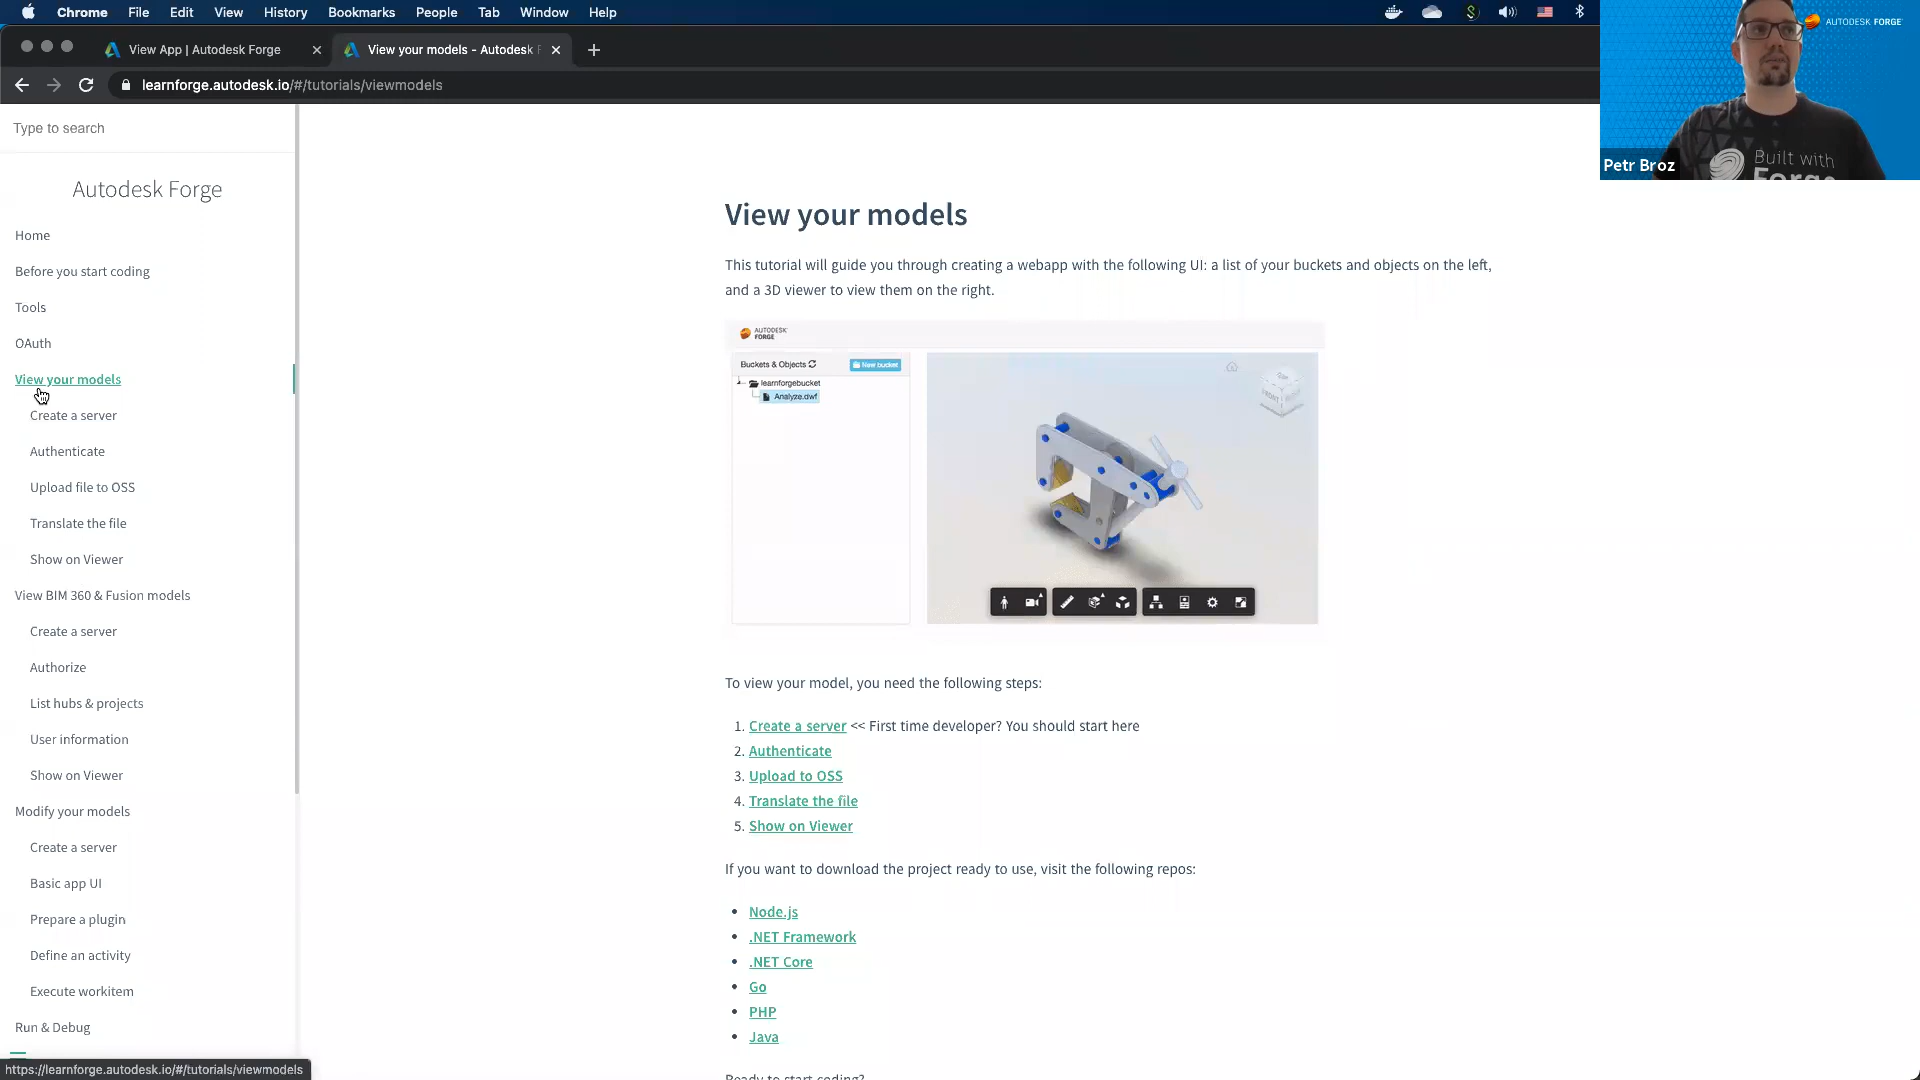 Chrome File Edit View History Bookmarks People Tab Window Help
View App | Autodesk Forge
View your models - Autodesk F
AUTODESK FORGE
learnforge.autodesk.io/#/tutorials/viewmodels
Type to search
Autodesk Forge
Home
Before you start coding
Tools
OAuth
View your models
Create a server
Authenticate
Upload file to OSS
Translate the file
Show on Viewer
View BIM 360 & Fusion models
Create a server
Authorize
List hubs & projects
User information
Show on Viewer
Modify your models
Create a server
Basic app UI
Prepare a plugin
Define an activity
Execute workitem
Run & Debug
https://learnforge.autodesk.io/#/tutorials/viewmodels
View your models
This tutorial will guide you through creating a webapp with the following UI: a list of your buckets and objects on the left,
and a 3D viewer to view them on the right.
AUTODESK
FORGE
Buckets & Objects
New bucket
learnforgebucket
Analyze.dwf
TOP
FRONT
To view your model, you need the following steps:
1. Create a server << First time developer? You should start here
2. Authenticate
3. Upload to OSS
4. Translate the file
5. Show on Viewer
If you want to download the project ready to use, visit the following repos:
• Node.js
• .NET Framework
• .NET Core
• Go
• PHP
• Java
Ready to start coding?
Petr Broz
Built with
Forge